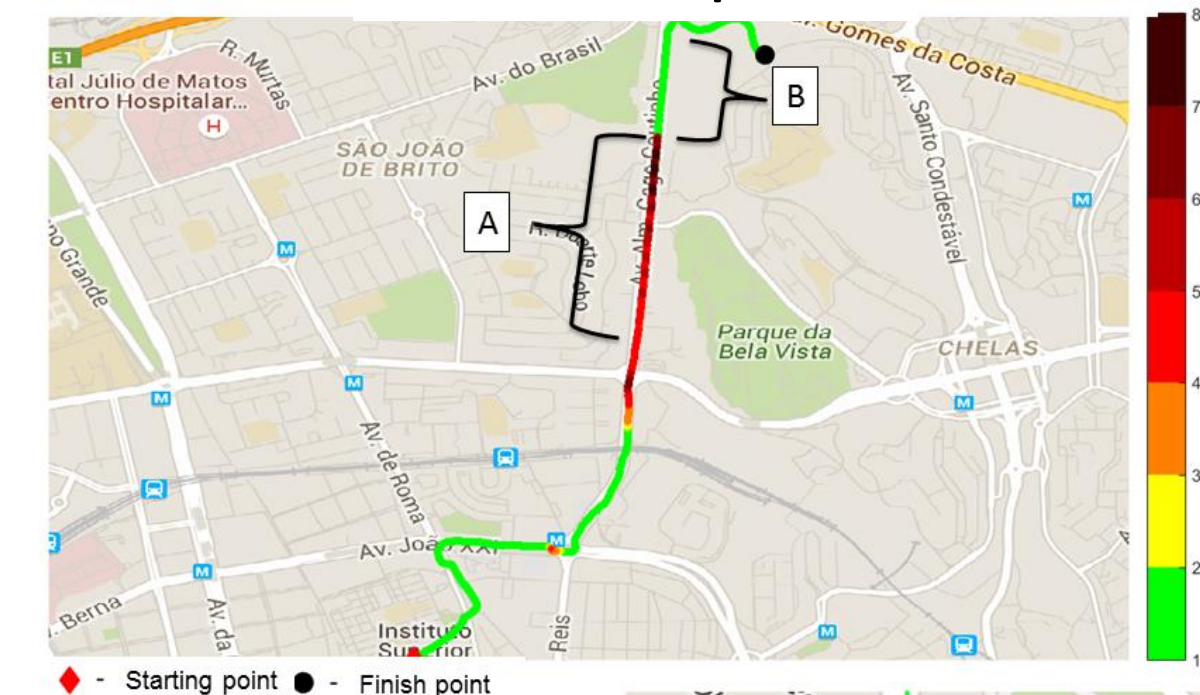 E1
R. Murtas
Av. do Brasil
Gomes da Costa
8
tal Júlio de Matos
entro Hospitalar...
H
B
7
SÃO JOÃO
DE BRITO
Av. Santo Condestável
A
6
M
M
5
Parque da
Bela Vista
CHELAS
4
M
M
M
Av. de Roma
3
Av. João XXI
M
2
M
Berna
Av. da
Reis
M
Instituto
Superior
1
- Starting point
- Finish point